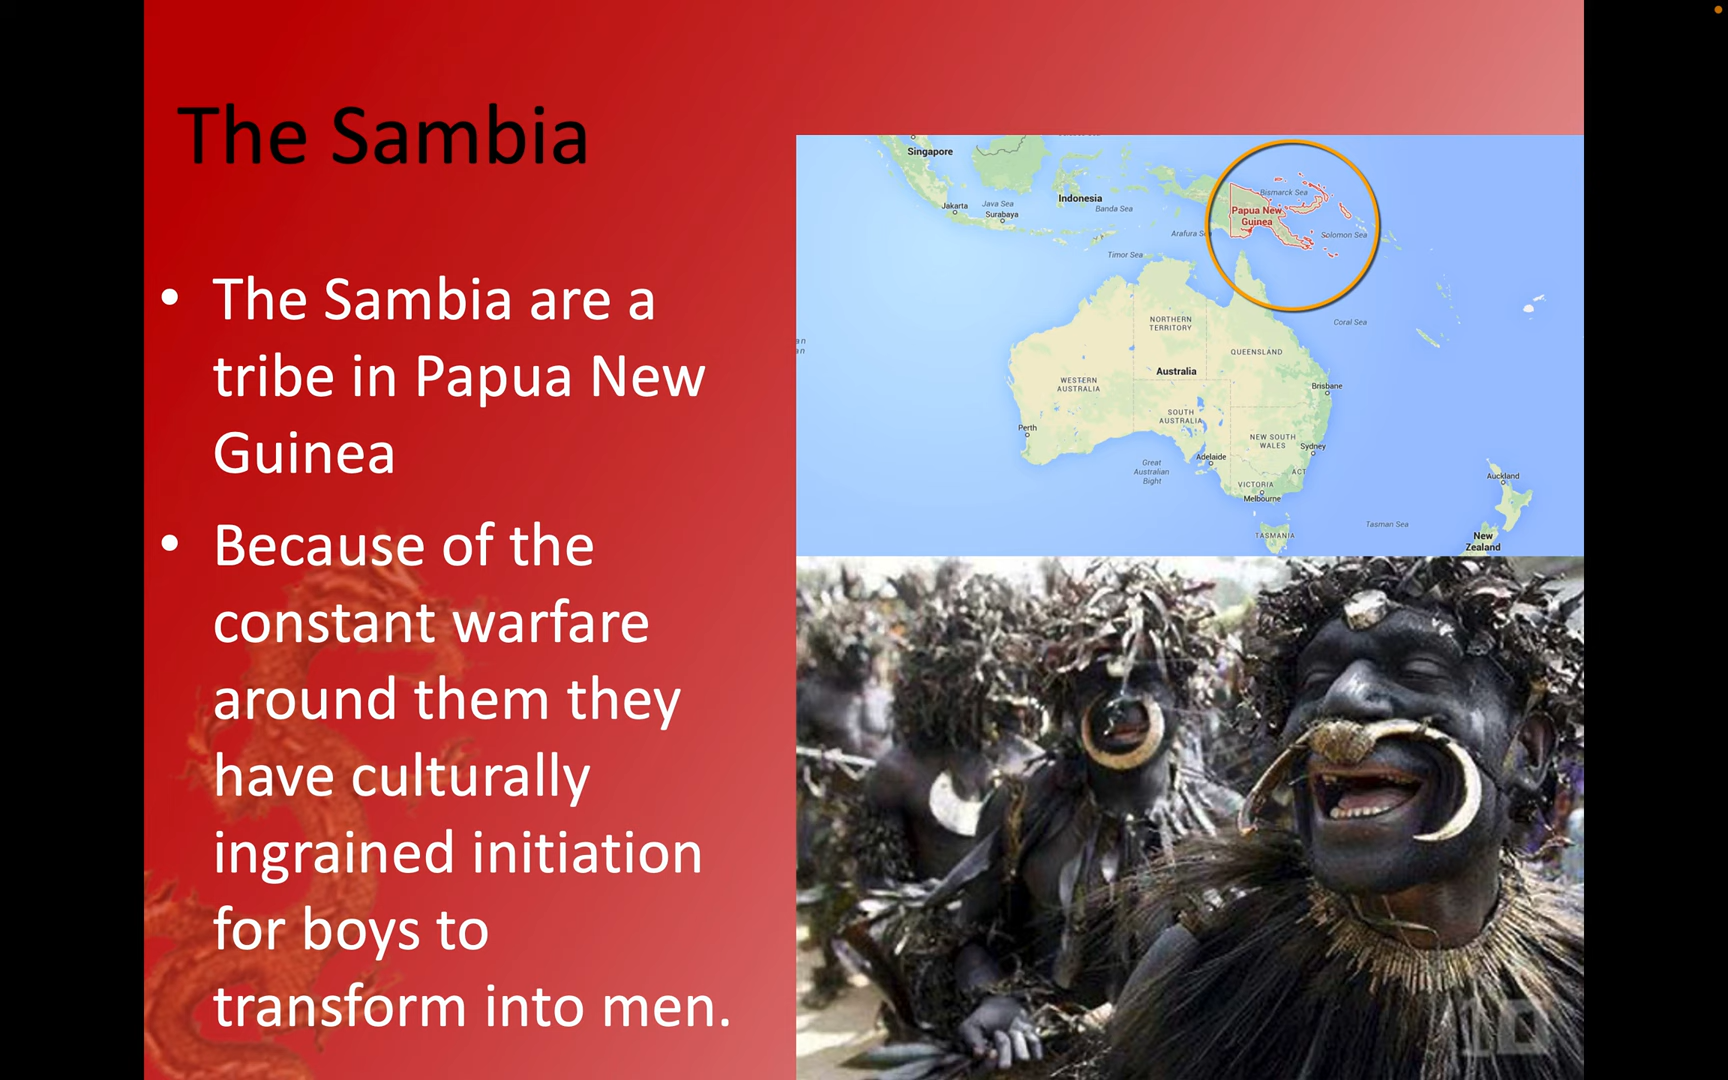 The Sambia
• The Sambia are a
tribe in Papua New
Guinea
• Because of the
constant warfare
around them they
have culturally
ingrained initiation
for boys to
transform into men.
Singapore
Jakarta
Java Sea
Surabaya
Indonesia
Banda Sea
Bismarck Sea
Papua New
Guinea
Solomon Sea
Arafura Se
Timor Sea
Coral Sea
NORTHERN
TERRITORY
QUEENSLAND
Australia
WESTERN
AUSTRALIA
SOUTH
AUSTRALIA
Brisbane
Perth
NEW SOUTH
WALES
Sydney
Adelaide
ACT
Great
Australian
Bight
VICTORIA
Melbourne
TASMANIA
Tasman Sea
Auckland
New
Zealand